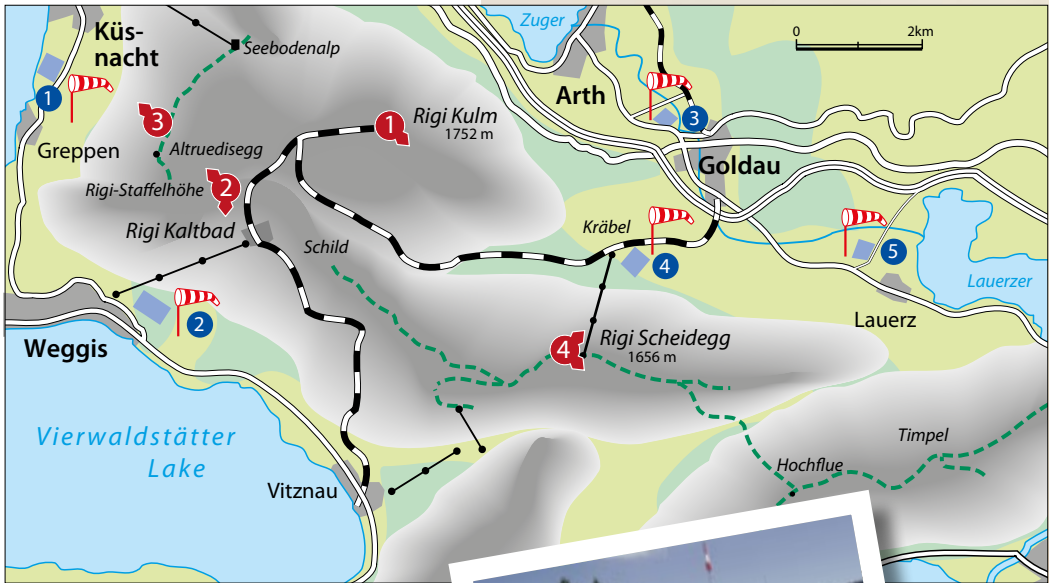 Küs-
nacht
Seebodenalp
Zuger
0 2km
Arth
1
3
1
Rigi Kulm
1752 m
3
Greppen
Altruedisegg
Goldau
Rigi-Staffelhöhe
2
Rigi Kaltbad
Schild
Kräbel
4
5
Lauerzer
Lauerz
2
Weggis
4
Rigi Scheidegg
1656 m
Vierwaldstätter
Lake
Timpel
Hochflue
Vitznau